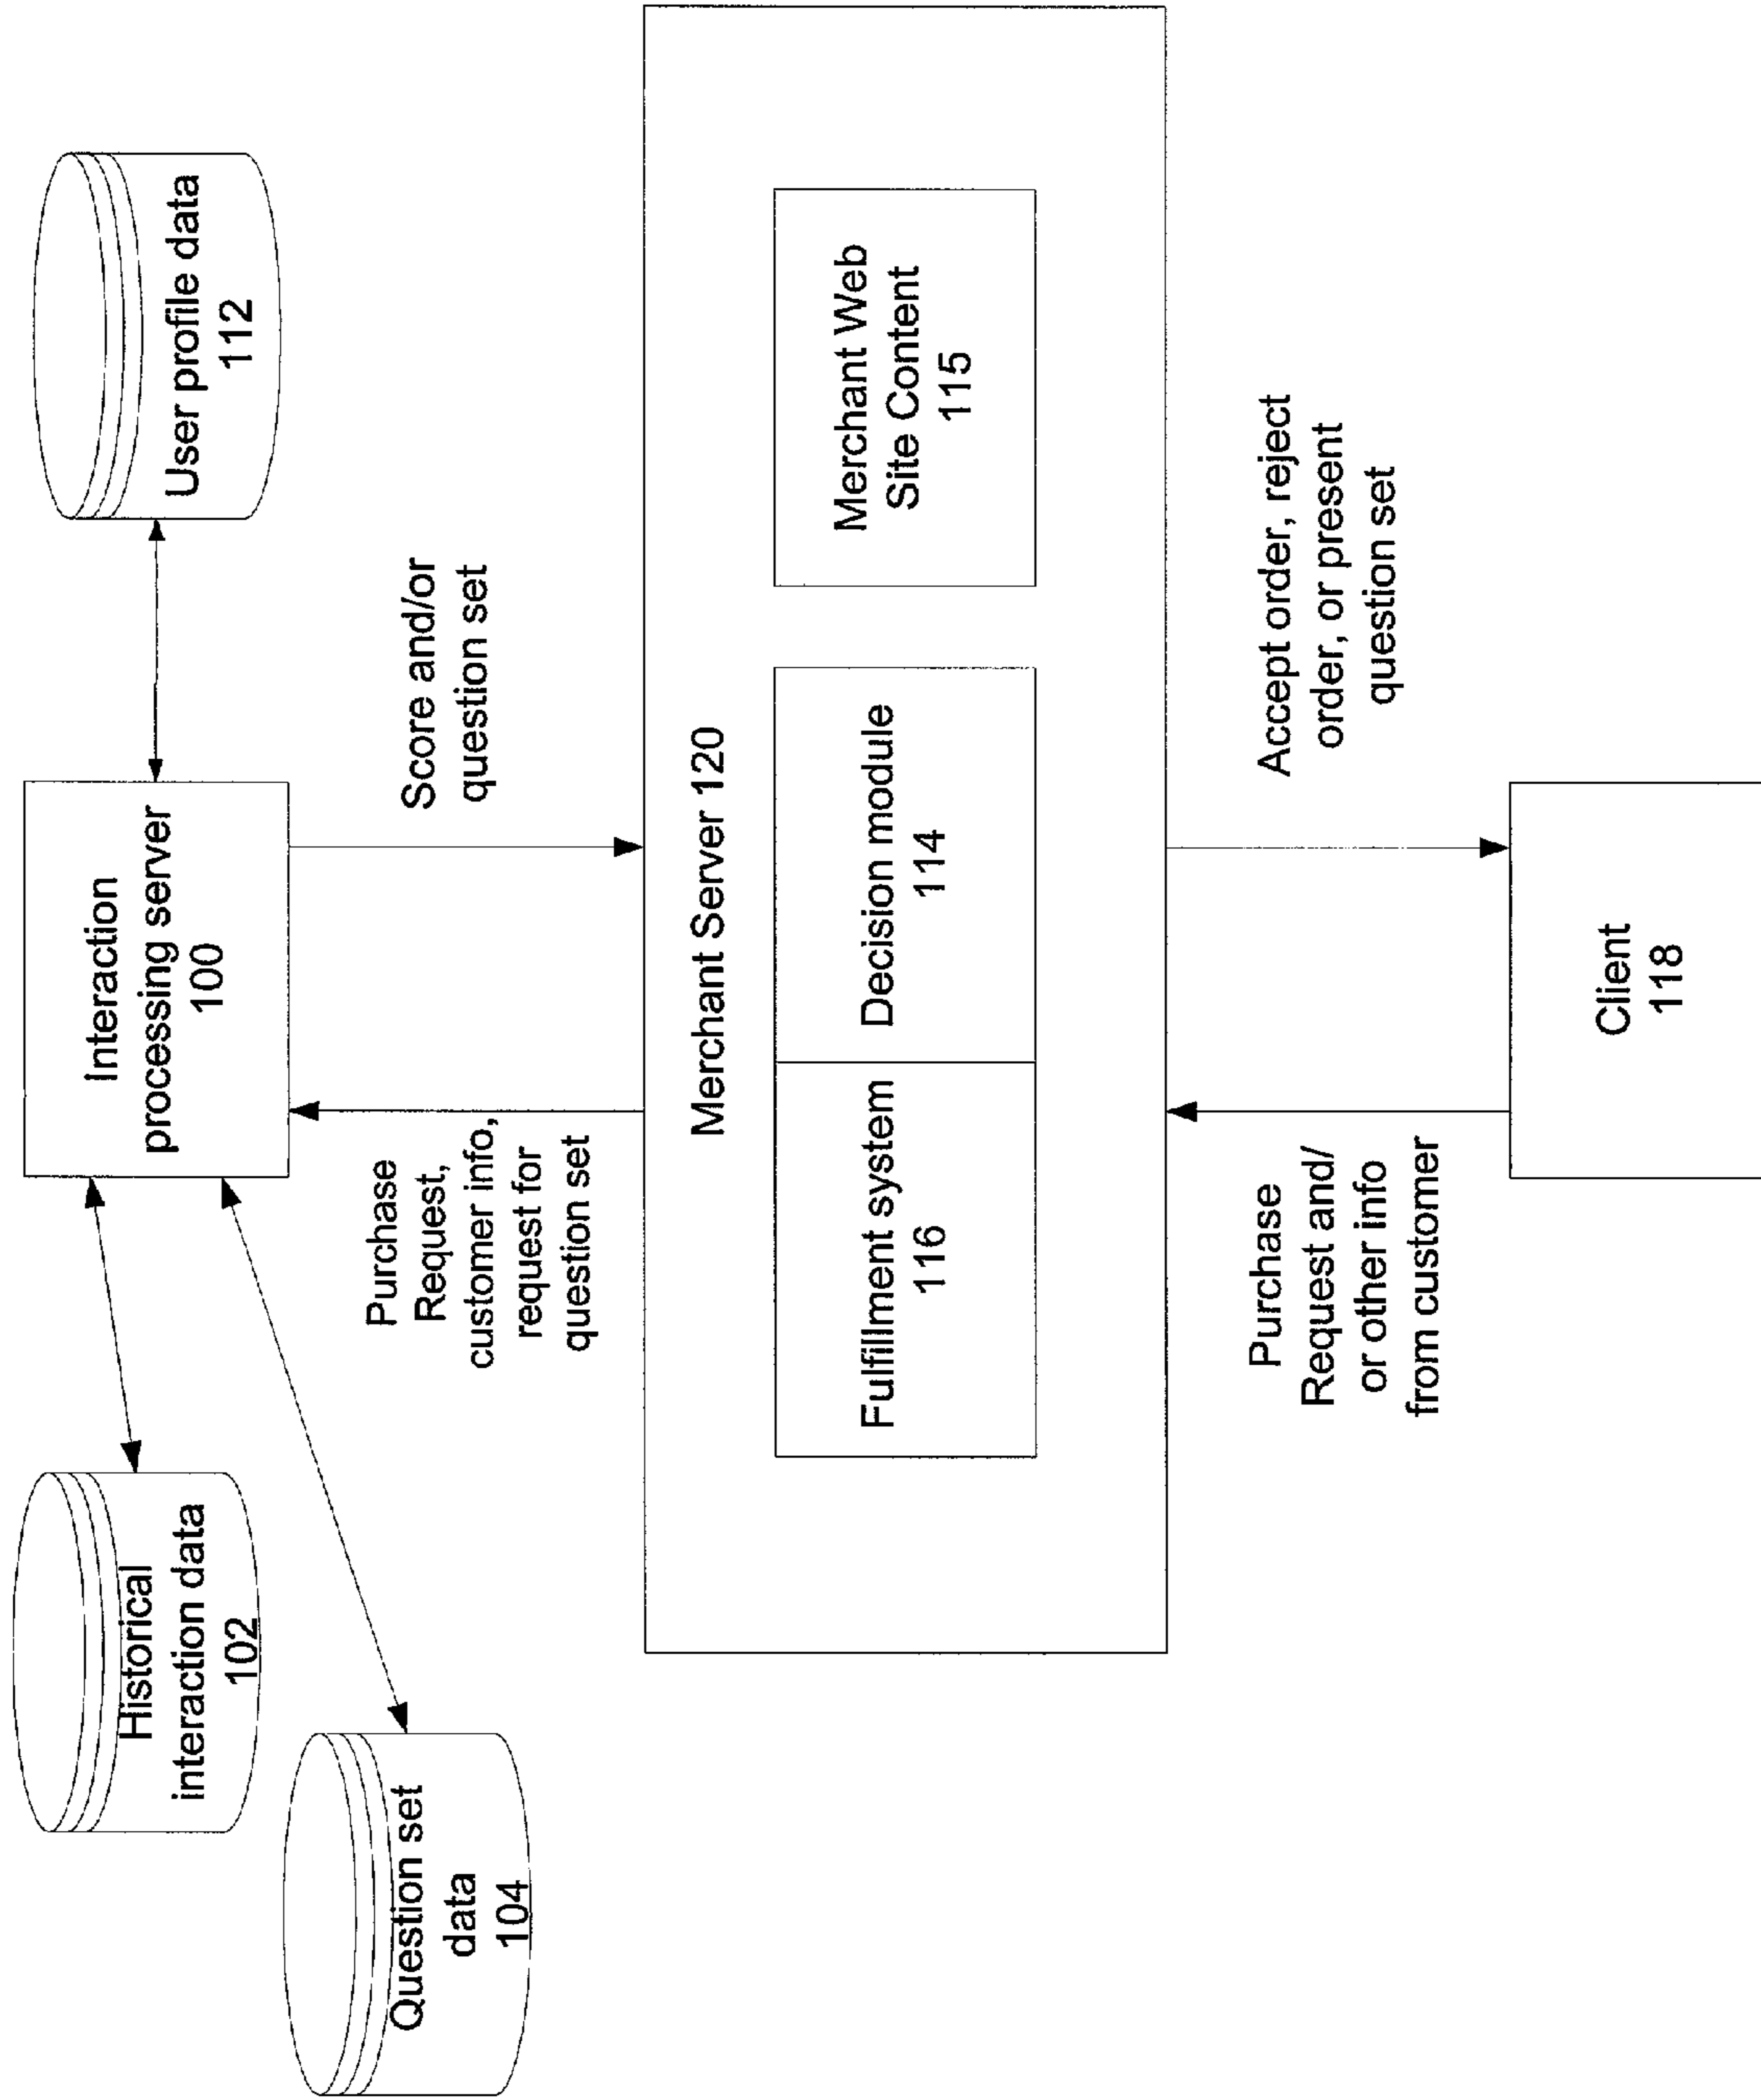 Historical
interaction data
102
Question set
data
104
Interaction
processing server
100
User profile data
112
Purchase
Request,
customer info,
request for
question set
Score and/or
question set
Merchant Server 120
Fulfillment system
116
Decision module
114
Merchant Web
Site Content
115
Purchase
Request and/
or other info
from customer
Accept order, reject
order, or present
question set
Client
118